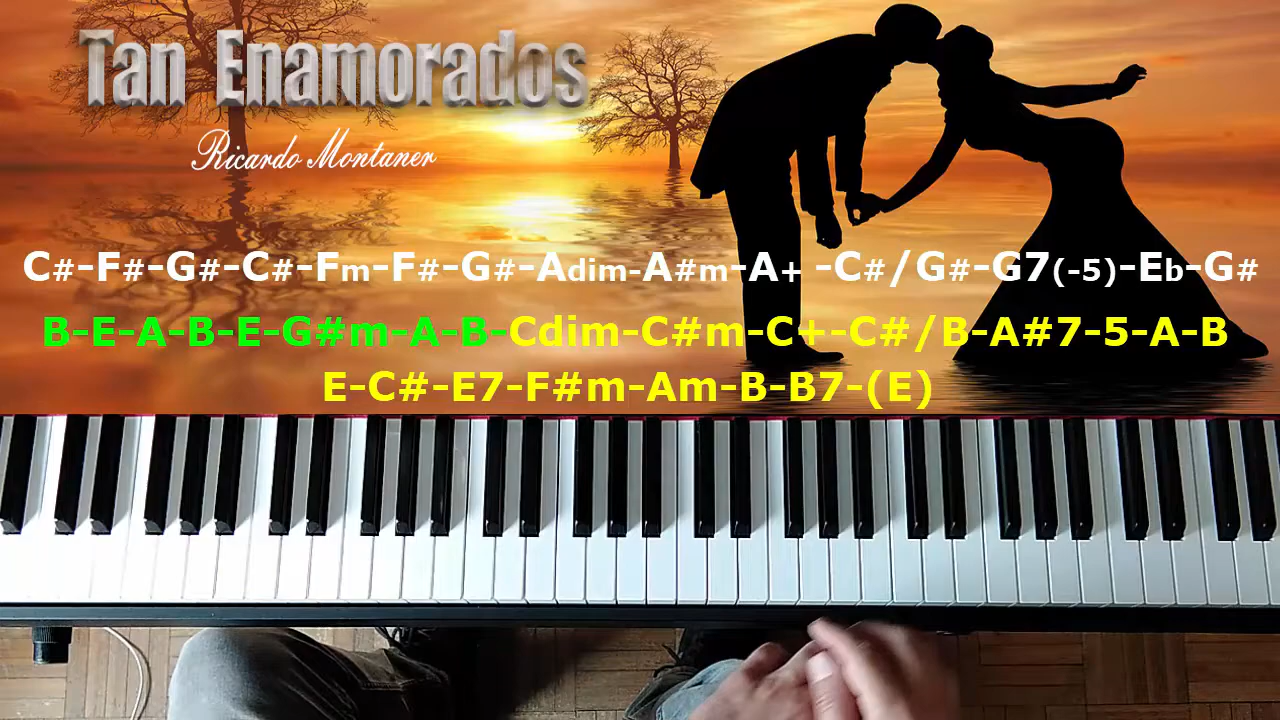 Tan Enamorados
Ricardo Montaner
C#-F#-G#-C#-Fm-F#-G#-Adim-A#m-A+ -C#/G#-G7(-5)-Eb-G#
B-E-A-B-E-G#m-A-B-Cdim-C#m-C+-C#/B-A#7-5-A-B
E-C#-E7-F#m-Am-B-B7-(E)